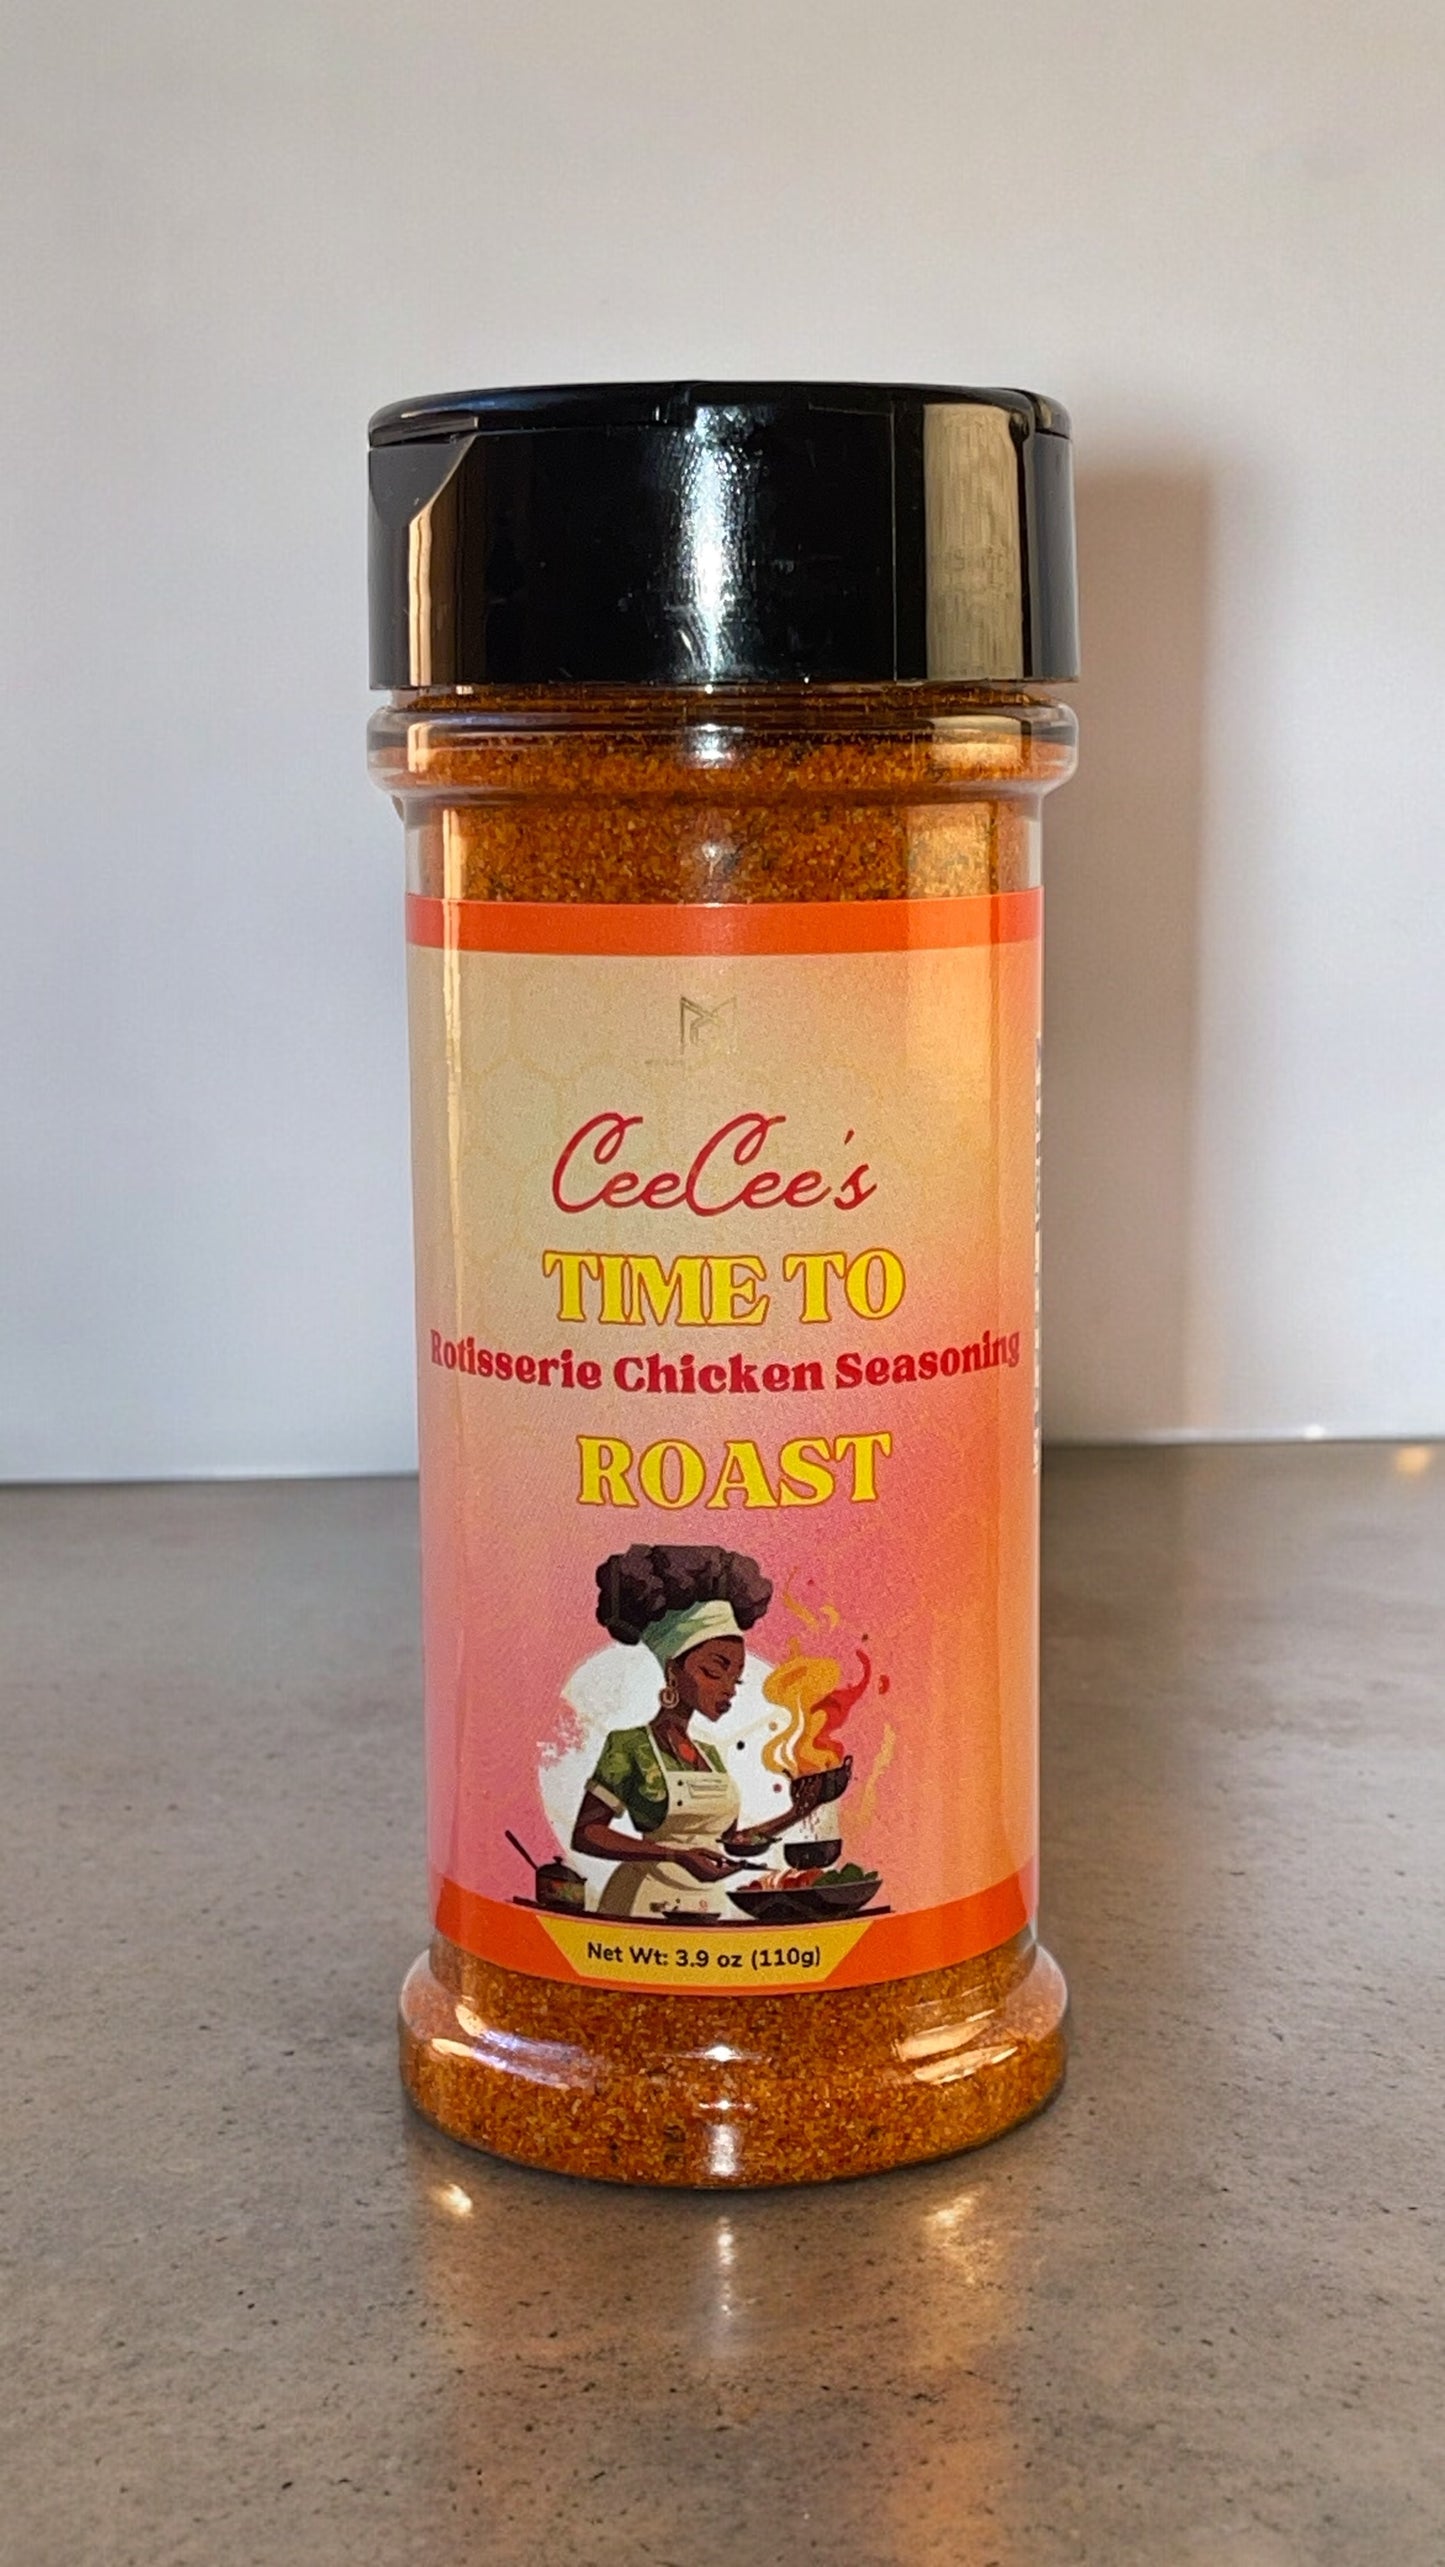 CeeCee's
TIME TO
Rotisserie Chicken Seasoning
ROAST
Net Wt: 3.9 oz (110g)